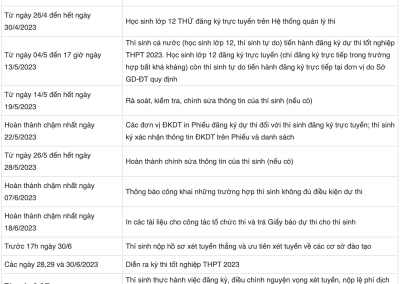 Từ ngày 26/4 đến hết ngày
30/4/2023
Học sinh lớp 12 THỬ đăng ký trực tuyến trên Hệ thống quản lý thi
Từ ngày 04/5 đến 17 giờ ngày
13/5/2023
Thí sinh cả nước (học sinh lớp 12, thí sinh tự do) tiến hành đăng ký dự thi tốt nghiệp
THPT 2023. Học sinh lớp 12 đăng ký trực tuyến (chỉ đăng ký trực tiếp trong trường
hợp bất khả kháng) còn thí sinh tự do tiến hành đăng ký trực tiếp tại đơn vị do Sở
GD-ĐT quy định
Từ ngày 14/5 đến hết ngày
19/5/2023
Rà soát, kiểm tra, chỉnh sửa thông tin của thí sinh (nếu có)
Hoàn thành chậm nhất ngày
22/5/2023
Các đơn vị ĐKDT in Phiếu đăng ký dự thi đối với thí sinh đăng ký trực tuyến; thí sinh
ký xác nhận thông tin ĐKDT trên Phiếu và danh sách
Từ ngày 26/5 đến hết ngày
28/5/2023
Hoàn thành chỉnh sửa thông tin của thí sinh (nếu có)
Hoàn thành chậm nhất ngày
07/6/2023
Thông báo công khai những trường hợp thí sinh không đủ điều kiện dự thi
Hoàn thành chậm nhất ngày
18/6/2023
In các tài liệu cho công tác tổ chức thi và trả Giấy báo dự thi cho thí sinh
Trước 17h ngày 30/6
Thí sinh nộp hồ sơ xét tuyển thẳng và ưu tiên xét tuyển về các cơ sở đào tạo
Các ngày 28,29 và 30/6/2023
Diễn ra kỳ thi tốt nghiệp THPT 2023
Thí sinh thực hành việc đăng ký, điều chỉnh nguyện vọng xét tuyển, nộp lệ phí dịch